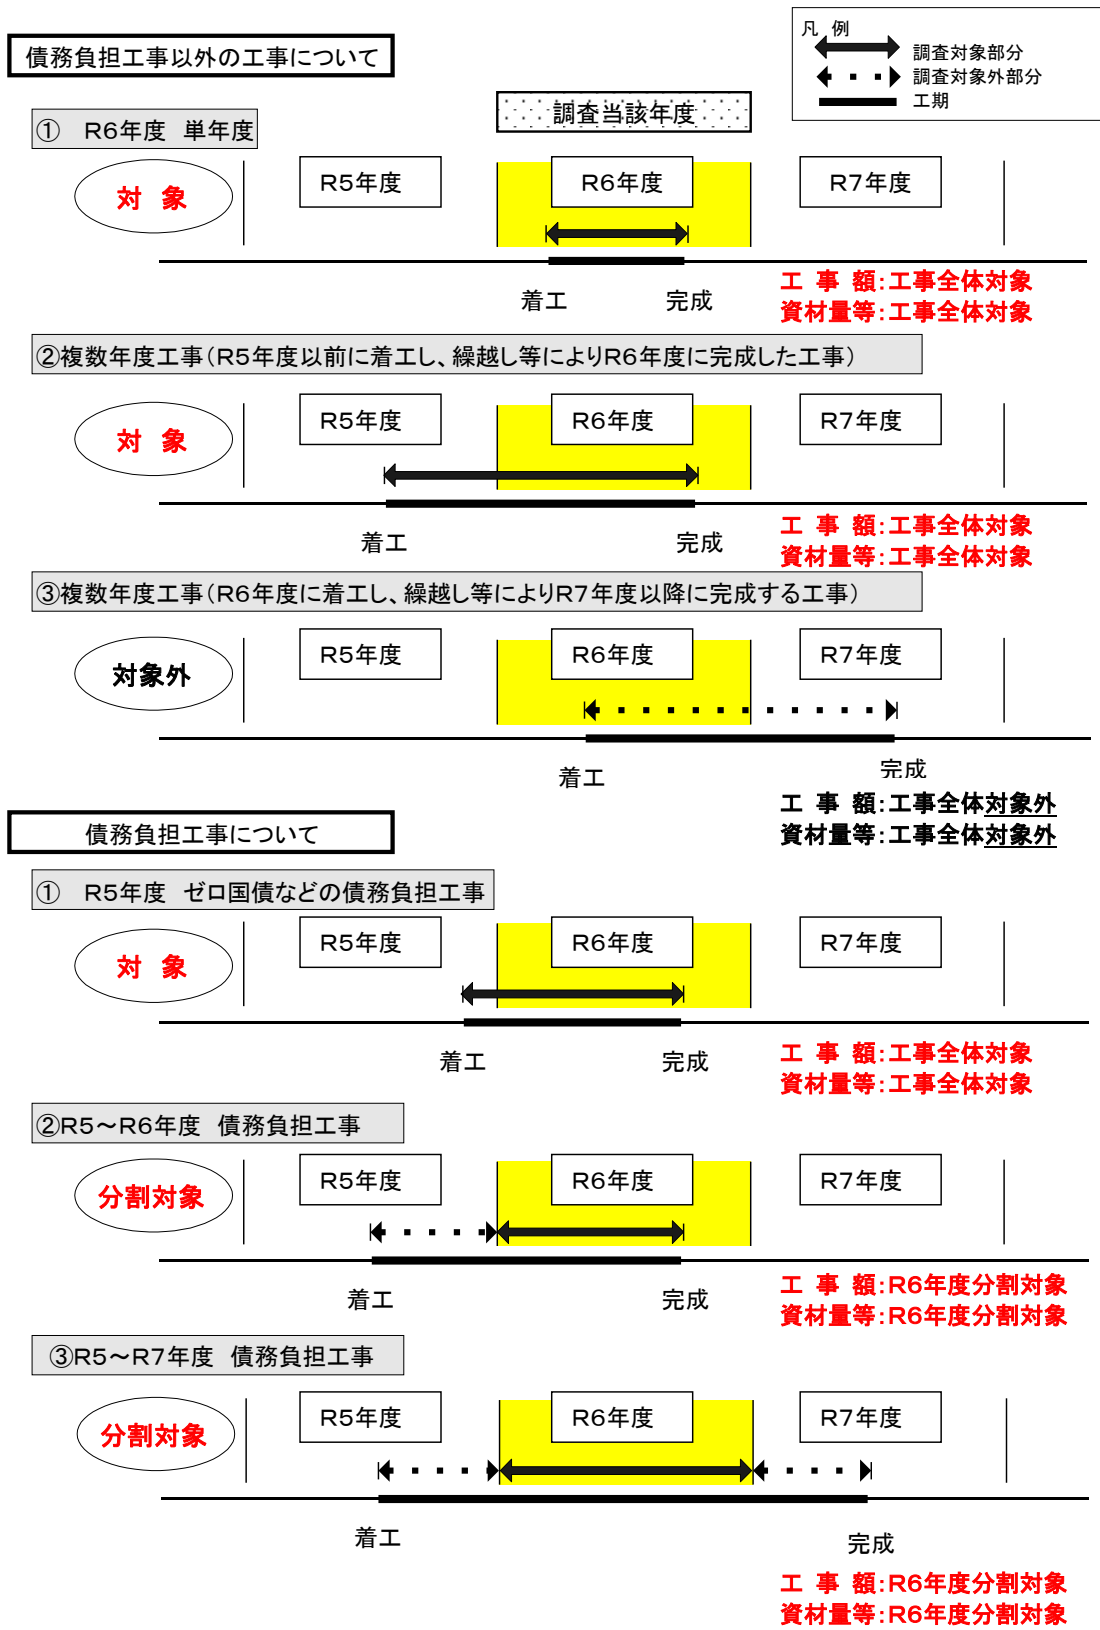 凡 例
調査対象部分
調査対象外部分
工期
債務負担工事以外の工事について
調査当該年度
① R6年度 単年度
対 象
R5年度
R6年度
R7年度
着工
完成
工 事 額:工事全体対象
資材量等:工事全体対象
②複数年度工事(R5年度以前に着工し、繰越し等によりR6年度に完成した工事)
対 象
R5年度
R6年度
R7年度
着工
完成
工 事 額:工事全体対象
資材量等:工事全体対象
③複数年度工事(R6年度に着工し、繰越し等によりR7年度以降に完成する工事)
対象外
R5年度
R6年度
R7年度
着工
完成
工 事 額:工事全体対象外
資材量等:工事全体対象外
債務負担工事について
① R5年度 ゼロ国債などの債務負担工事
対 象
R5年度
R6年度
R7年度
着工
完成
工 事 額:工事全体対象
資材量等:工事全体対象
②R5~R6年度 債務負担工事
分割対象
R5年度
R6年度
R7年度
着工
完成
工 事 額:R6年度分割対象
資材量等:R6年度分割対象
③R5~R7年度 債務負担工事
分割対象
R5年度
R6年度
R7年度
着工
完成
工 事 額:R6年度分割対象
資材量等:R6年度分割対象